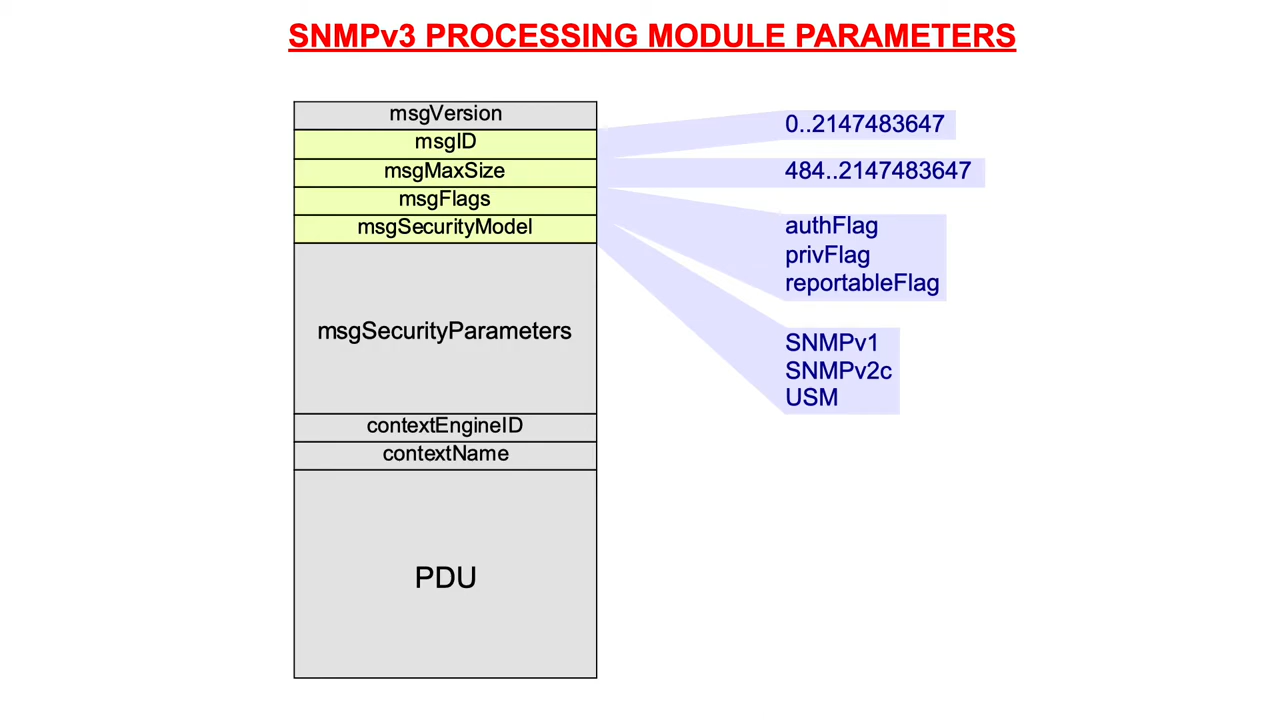 SNMPv3 PROCESSING MODULE PARAMETERS
msgVersion
msgID
msgMaxSize
msgFlags
msgSecurityModel
msgSecurityParameters
contextEngineID
contextName
PDU
0..2147483647
484..2147483647
authFlag
privFlag
reportableFlag
SNMPv1
SNMPv2c
USM